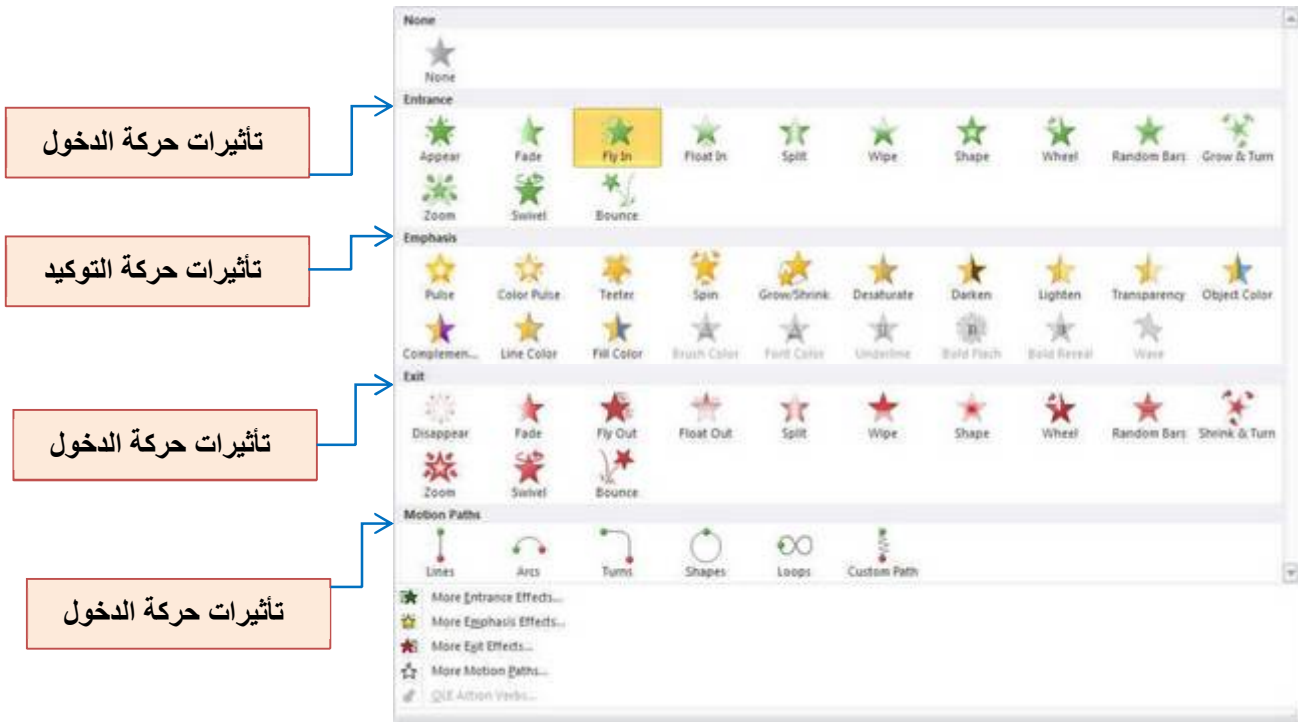 None
None
Entrance
تأثيرات حركة الدخول
Appear Fade Fly In Float In Split Wipe Shape Wheel Random Bars Grow & Turn
Zoom Swivel Bounce
Emphasis
تأثيرات حركة التوكيد
Pulse Color Pulse Teeter Spin Grow/Shrink Desaturate Darken Lighten Transparency Object Color
Complemen... Line Color Fill Color Brush Color Font Color Underline Bold Flash Bold Reveal Wave
Exit
تأثيرات حركة الدخول
Disappear Fade Fly Out Float Out Split Wipe Shape Wheel Random Bars Shrink & Turn
Zoom Swivel Bounce
Motion Paths
تأثيرات حركة الدخول
Lines Arcs Turns Shapes Loops Custom Path
More Entrance Effects...
More Emphasis Effects...
More Exit Effects...
More Motion Paths...
OLE Action Verbs...